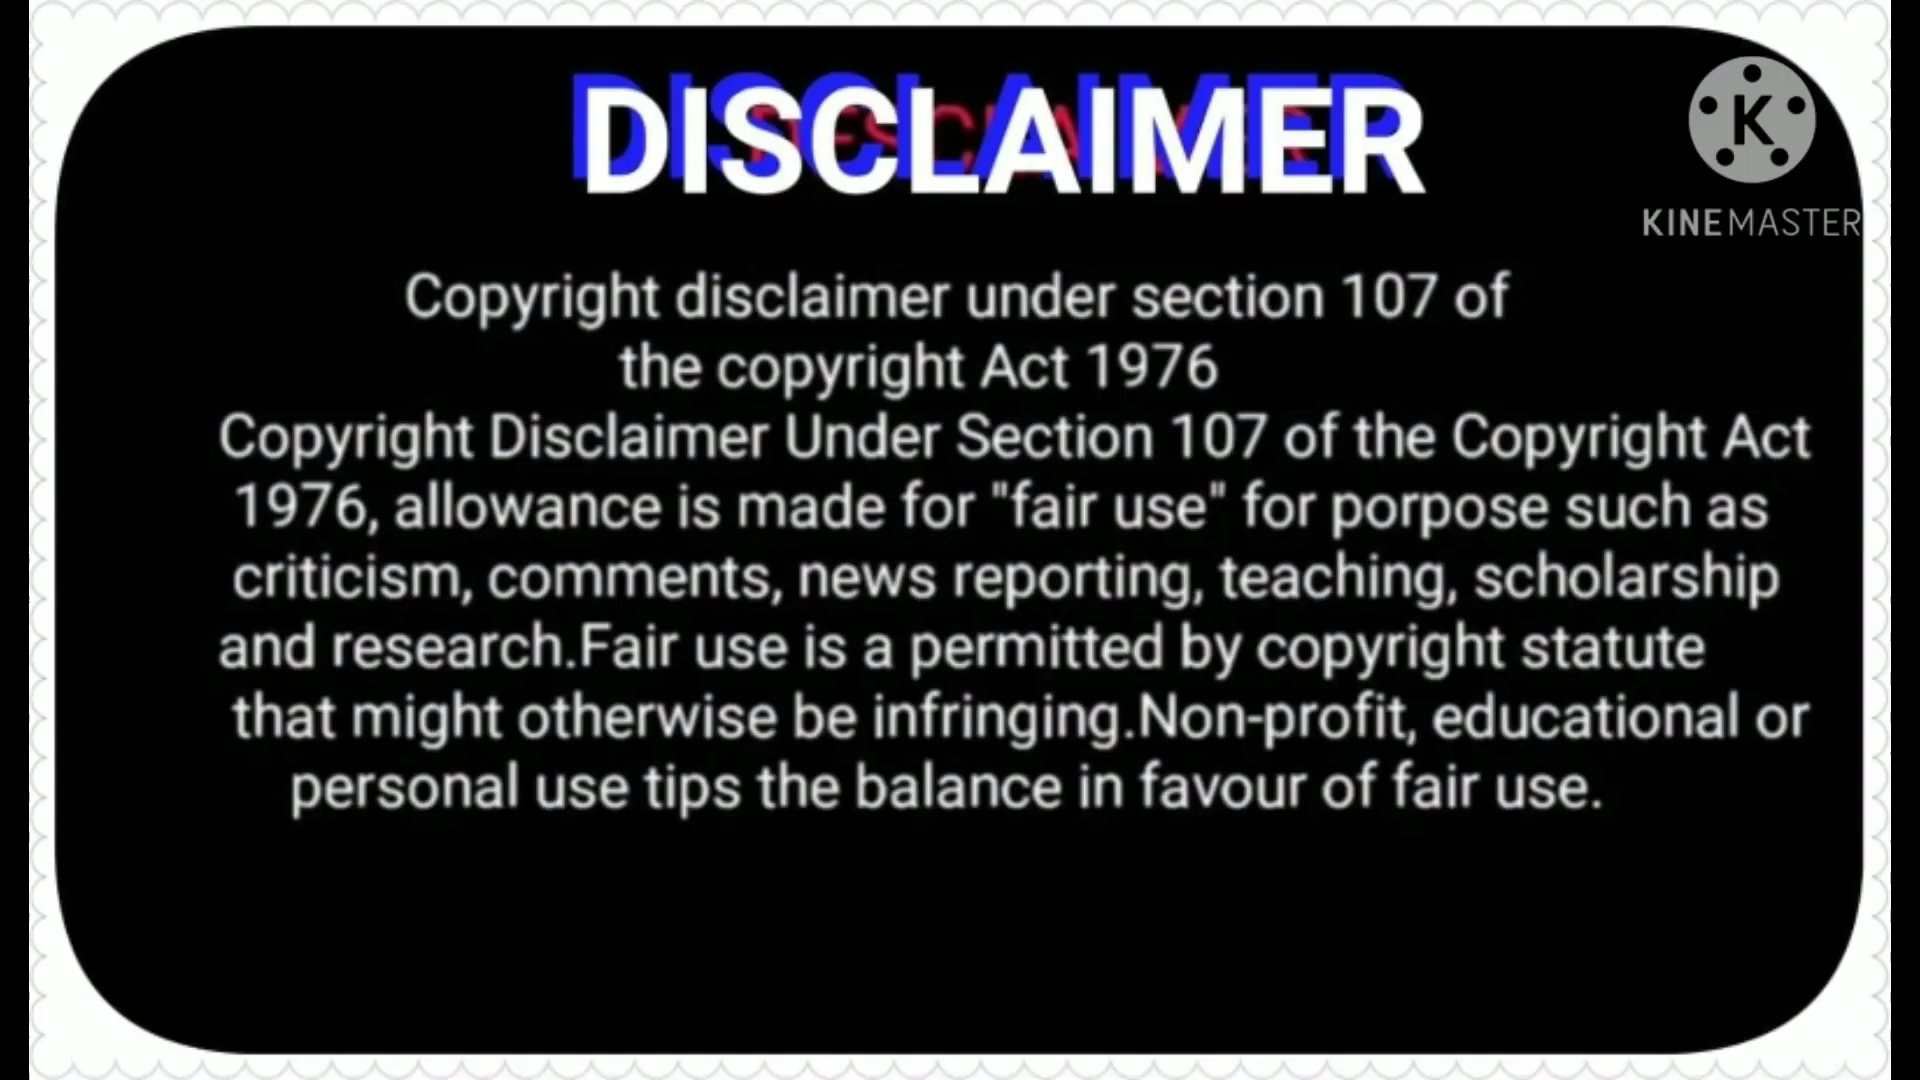 DISCLAIMER
KINEMASTER
Copyright disclaimer under section 107 of
the copyright Act 1976
Copyright Disclaimer Under Section 107 of the Copyright Act
1976, allowance is made for "fair use" for porpose such as
criticism, comments, news reporting, teaching, scholarship
and research.Fair use is a permitted by copyright statute
that might otherwise be infringing.Non-profit, educational or
personal use tips the balance in favour of fair use.